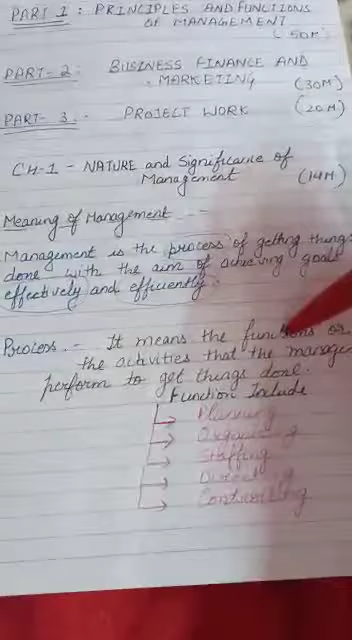 PART 1 : PRINCIPLES AND FUNCTIONS
OF MANAGEMENT
(50M)
PART-2: BUSINESS FINANCE AND
MARKETING (30M)
PART-3.- PROJECT WORK (20M)
CH-1 - NATURE and Significance of
Management (14M)
Meaning of Management :-
Management is the process of getting things
done with the aim of achieving goals
effectively and efficiently.
Process.- It means the functions or
the activities that the manager
perform to get things done.
Function Include
→ Planning
→ Organising
→ Staffing
→ Directing
→ Controlling